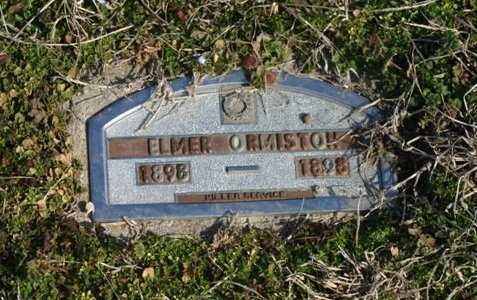 ELMER ORMISTON
1898 – 1898
MILLER SERVICE